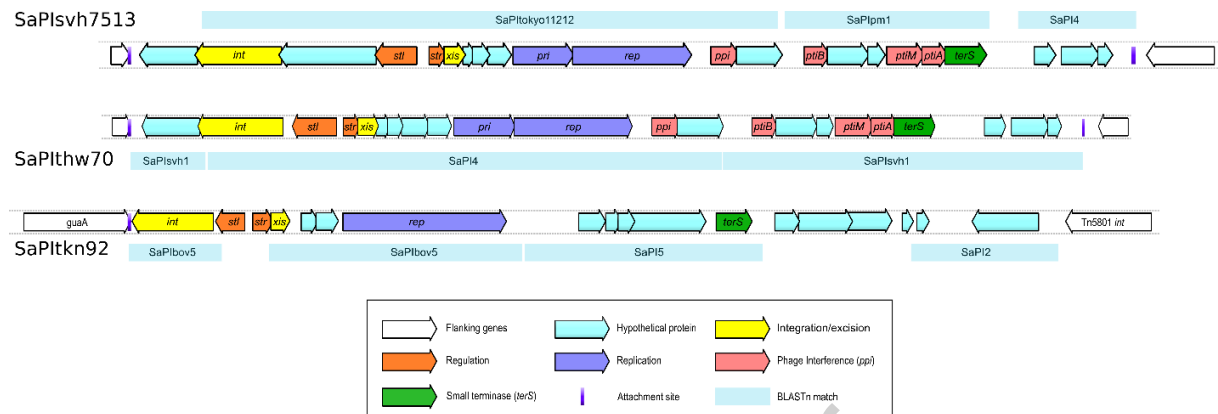 SaPIsvh7513
SaPItokyo11212 SaPIpm1 SaPI4
int stl str xis pri rep ppi ptiB ptiM ptiA terS
int stl str xis pri rop ppi ptiB ptiM ptiA terS
SaPIthw70
SaPIsvh1 SaPI4 SaPIsvh1
guaA int stl str xis rep torS Tn5801 int
SaPItkn92
SaPIbov5 SaPIbov5 SaPI5 SaPI2
Flanking genes Hypothetical protein Integration/excision
Regulation Replication Phage Interference (ppi)
Small terminase (terS) Attachment site BLASTn match